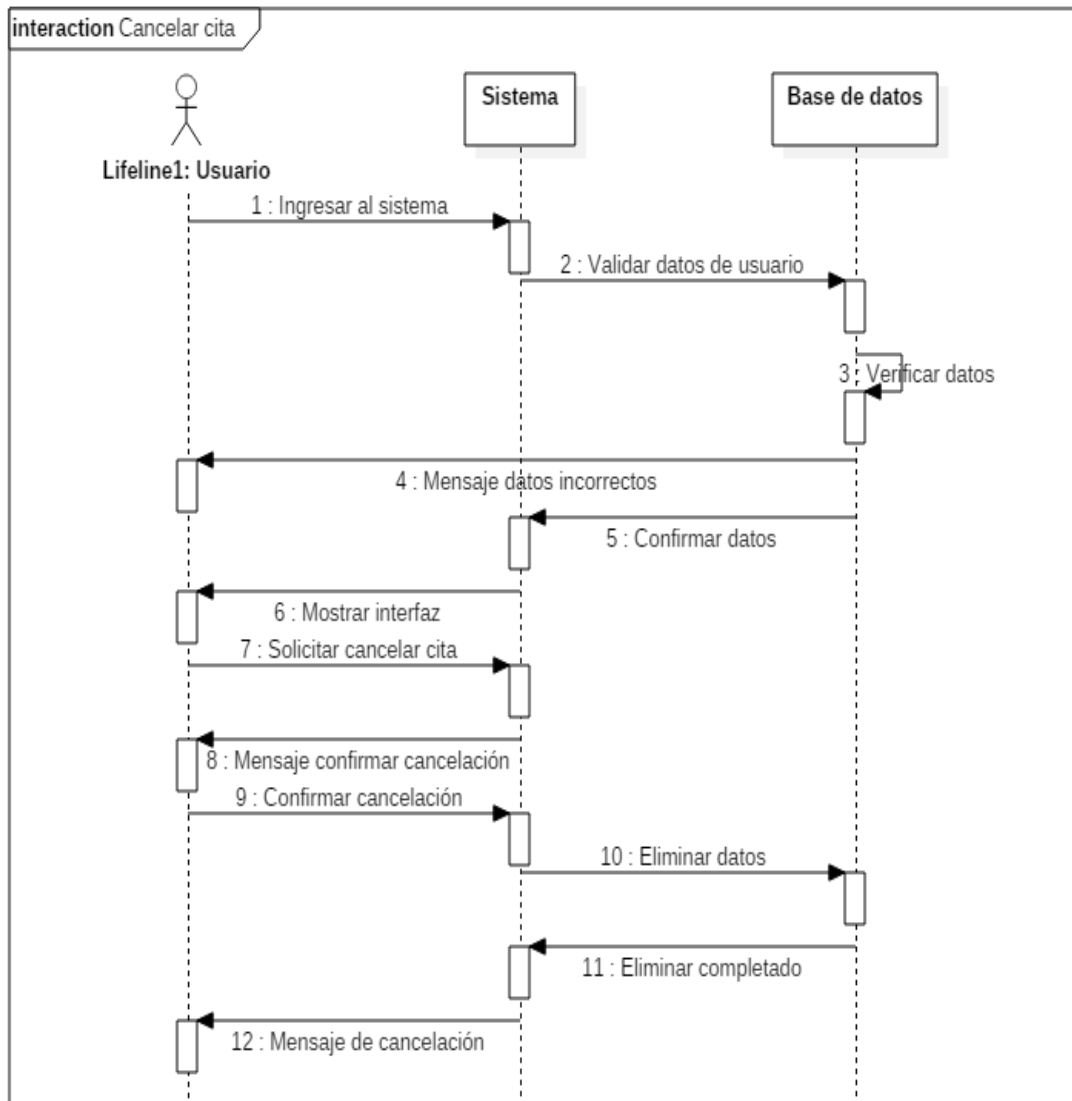 interaction Cancelar cita
Sistema
Base de datos
Lifeline1: Usuario
1 : Ingresar al sistema
2 : Validar datos de usuario
3 : Verificar datos
4 : Mensaje datos incorrectos
5 : Confirmar datos
6 : Mostrar interfaz
7 : Solicitar cancelar cita
8 : Mensaje confirmar cancelación
9 : Confirmar cancelación
10 : Eliminar datos
11 : Eliminar completado
12 : Mensaje de cancelación